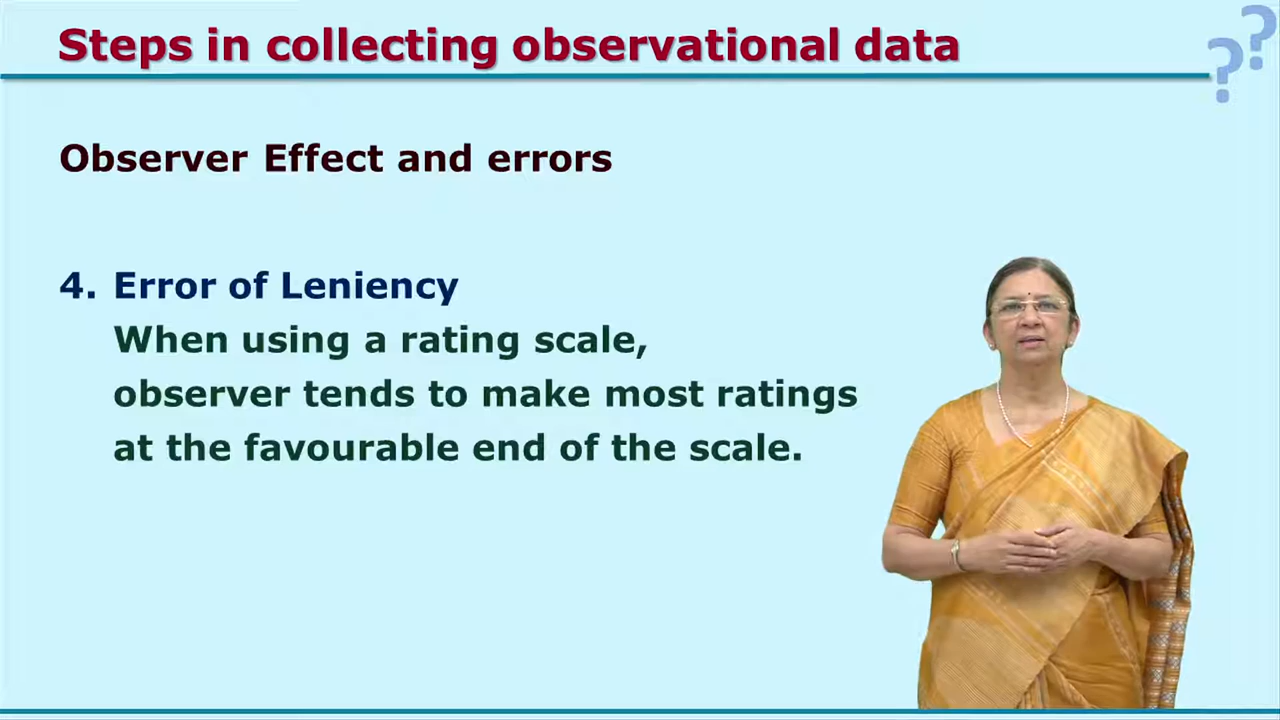 Steps in collecting observational data
??
Observer Effect and errors
4. Error of Leniency
When using a rating scale,
observer tends to make most ratings
at the favourable end of the scale.